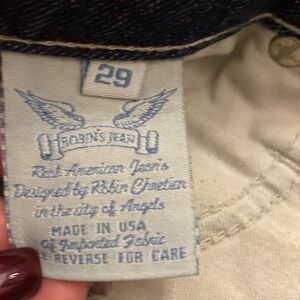 29
ROBIN'S JEAN
Real American Jean's
Designed by Robin Chretien
in the city of Angels
MADE IN USA
Of Imported Fabric
REVERSE FOR CARE